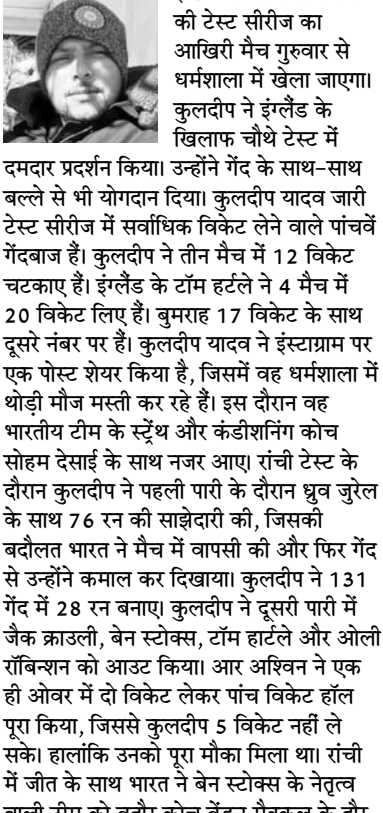 की टेस्ट सीरीज का
आखिरी मैच गुरुवार से
धर्मशाला में खेला जाएगा।
कुलदीप ने इंग्लैंड के
खिलाफ चौथे टेस्ट में
दमदार प्रदर्शन किया। उन्होंने गेंद के साथ-साथ
बल्ले से भी योगदान दिया। कुलदीप यादव जारी
टेस्ट सीरीज में सर्वाधिक विकेट लेने वाले पांचवें
गेंदबाज हैं। कुलदीप ने तीन मैच में 12 विकेट
चटकाए हैं। इंग्लैंड के टॉम हर्टले ने 4 मैच में
20 विकेट लिए हैं। बुमराह 17 विकेट के साथ
दूसरे नंबर पर हैं। कुलदीप यादव ने इंस्टाग्राम पर
एक पोस्ट शेयर किया है, जिसमें वह धर्मशाला में
थोड़ी मौज मस्ती कर रहे हैं। इस दौरान वह
भारतीय टीम के स्ट्रेंथ और कंडीशनिंग कोच
सोहम देसाई के साथ नजर आए। रांची टेस्ट के
दौरान कुलदीप ने पहली पारी के दौरान ध्रुव जुरेल
के साथ 76 रन की साझेदारी की, जिसकी
बदौलत भारत ने मैच में वापसी की और फिर गेंद
से उन्होंने कमाल कर दिखाया। कुलदीप ने 131
गेंद में 28 रन बनाए। कुलदीप ने दूसरी पारी में
जैक क्राउली, बेन स्टोक्स, टॉम हार्टले और ओली
रॉबिन्शन को आउट किया। आर अश्विन ने एक
ही ओवर में दो विकेट लेकर पांच विकेट हॉल
पूरा किया, जिससे कुलदीप 5 विकेट नहीं ले
सके। हालांकि उनको पूरा मौका मिला था। रांची
में जीत के साथ भारत ने बेन स्टोक्स के नेतृत्व